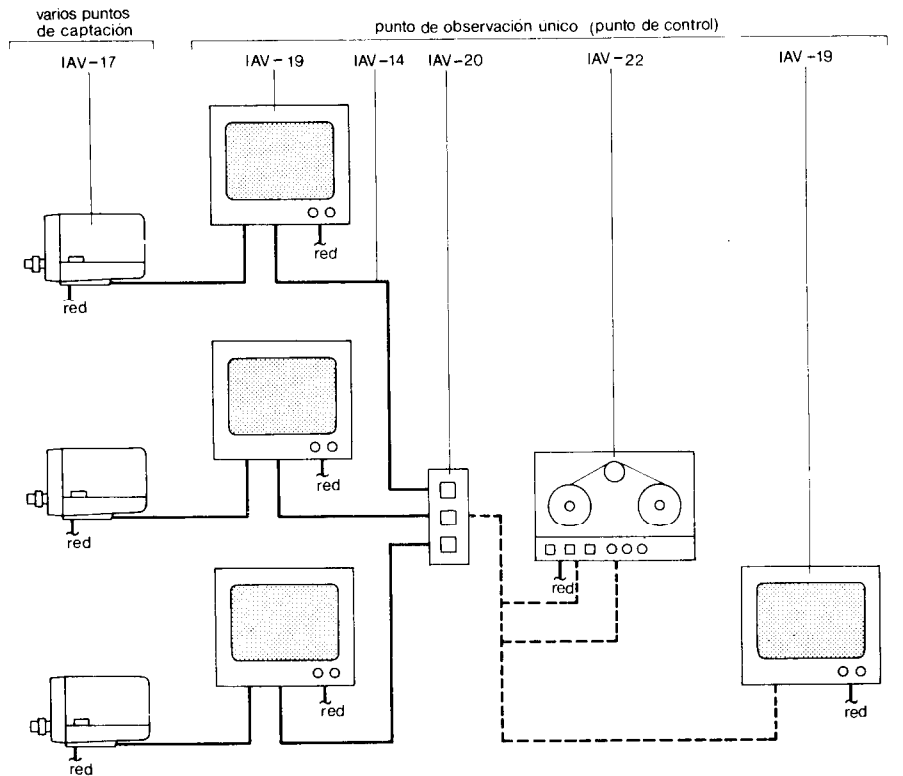 varios puntos
de captación
punto de observación único (punto de control)
IAV-17
IAV-19
IAV-14
IAV-20
IAV-22
IAV-19
red
red
red
red
red
red
red
red